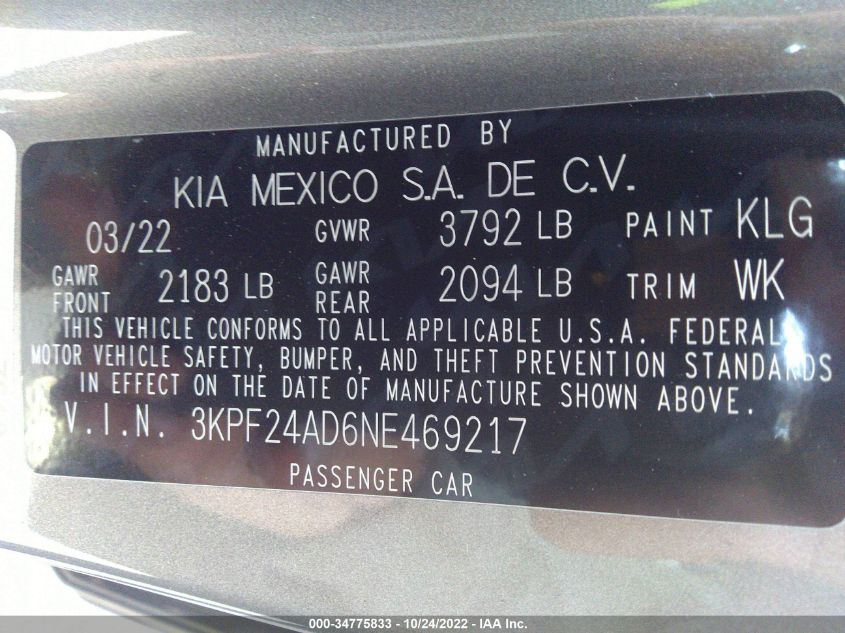 MANUFACTURED BY
KIA MEXICO S.A. DE C.V.
03/22 GVWR 3792 LB PAINT KLG
GAWR FRONT 2183 LB GAWR REAR 2094 LB TRIM WK
THIS VEHICLE CONFORMS TO ALL APPLICABLE U.S.A. FEDERAL
MOTOR VEHICLE SAFETY, BUMPER, AND THEFT PREVENTION STANDARDS
IN EFFECT ON THE DATE OF MANUFACTURE SHOWN ABOVE.
V.I.N. 3KPF24AD6NE469217
PASSENGER CAR
000-34775833 - 10/24/2022 - IAA Inc.